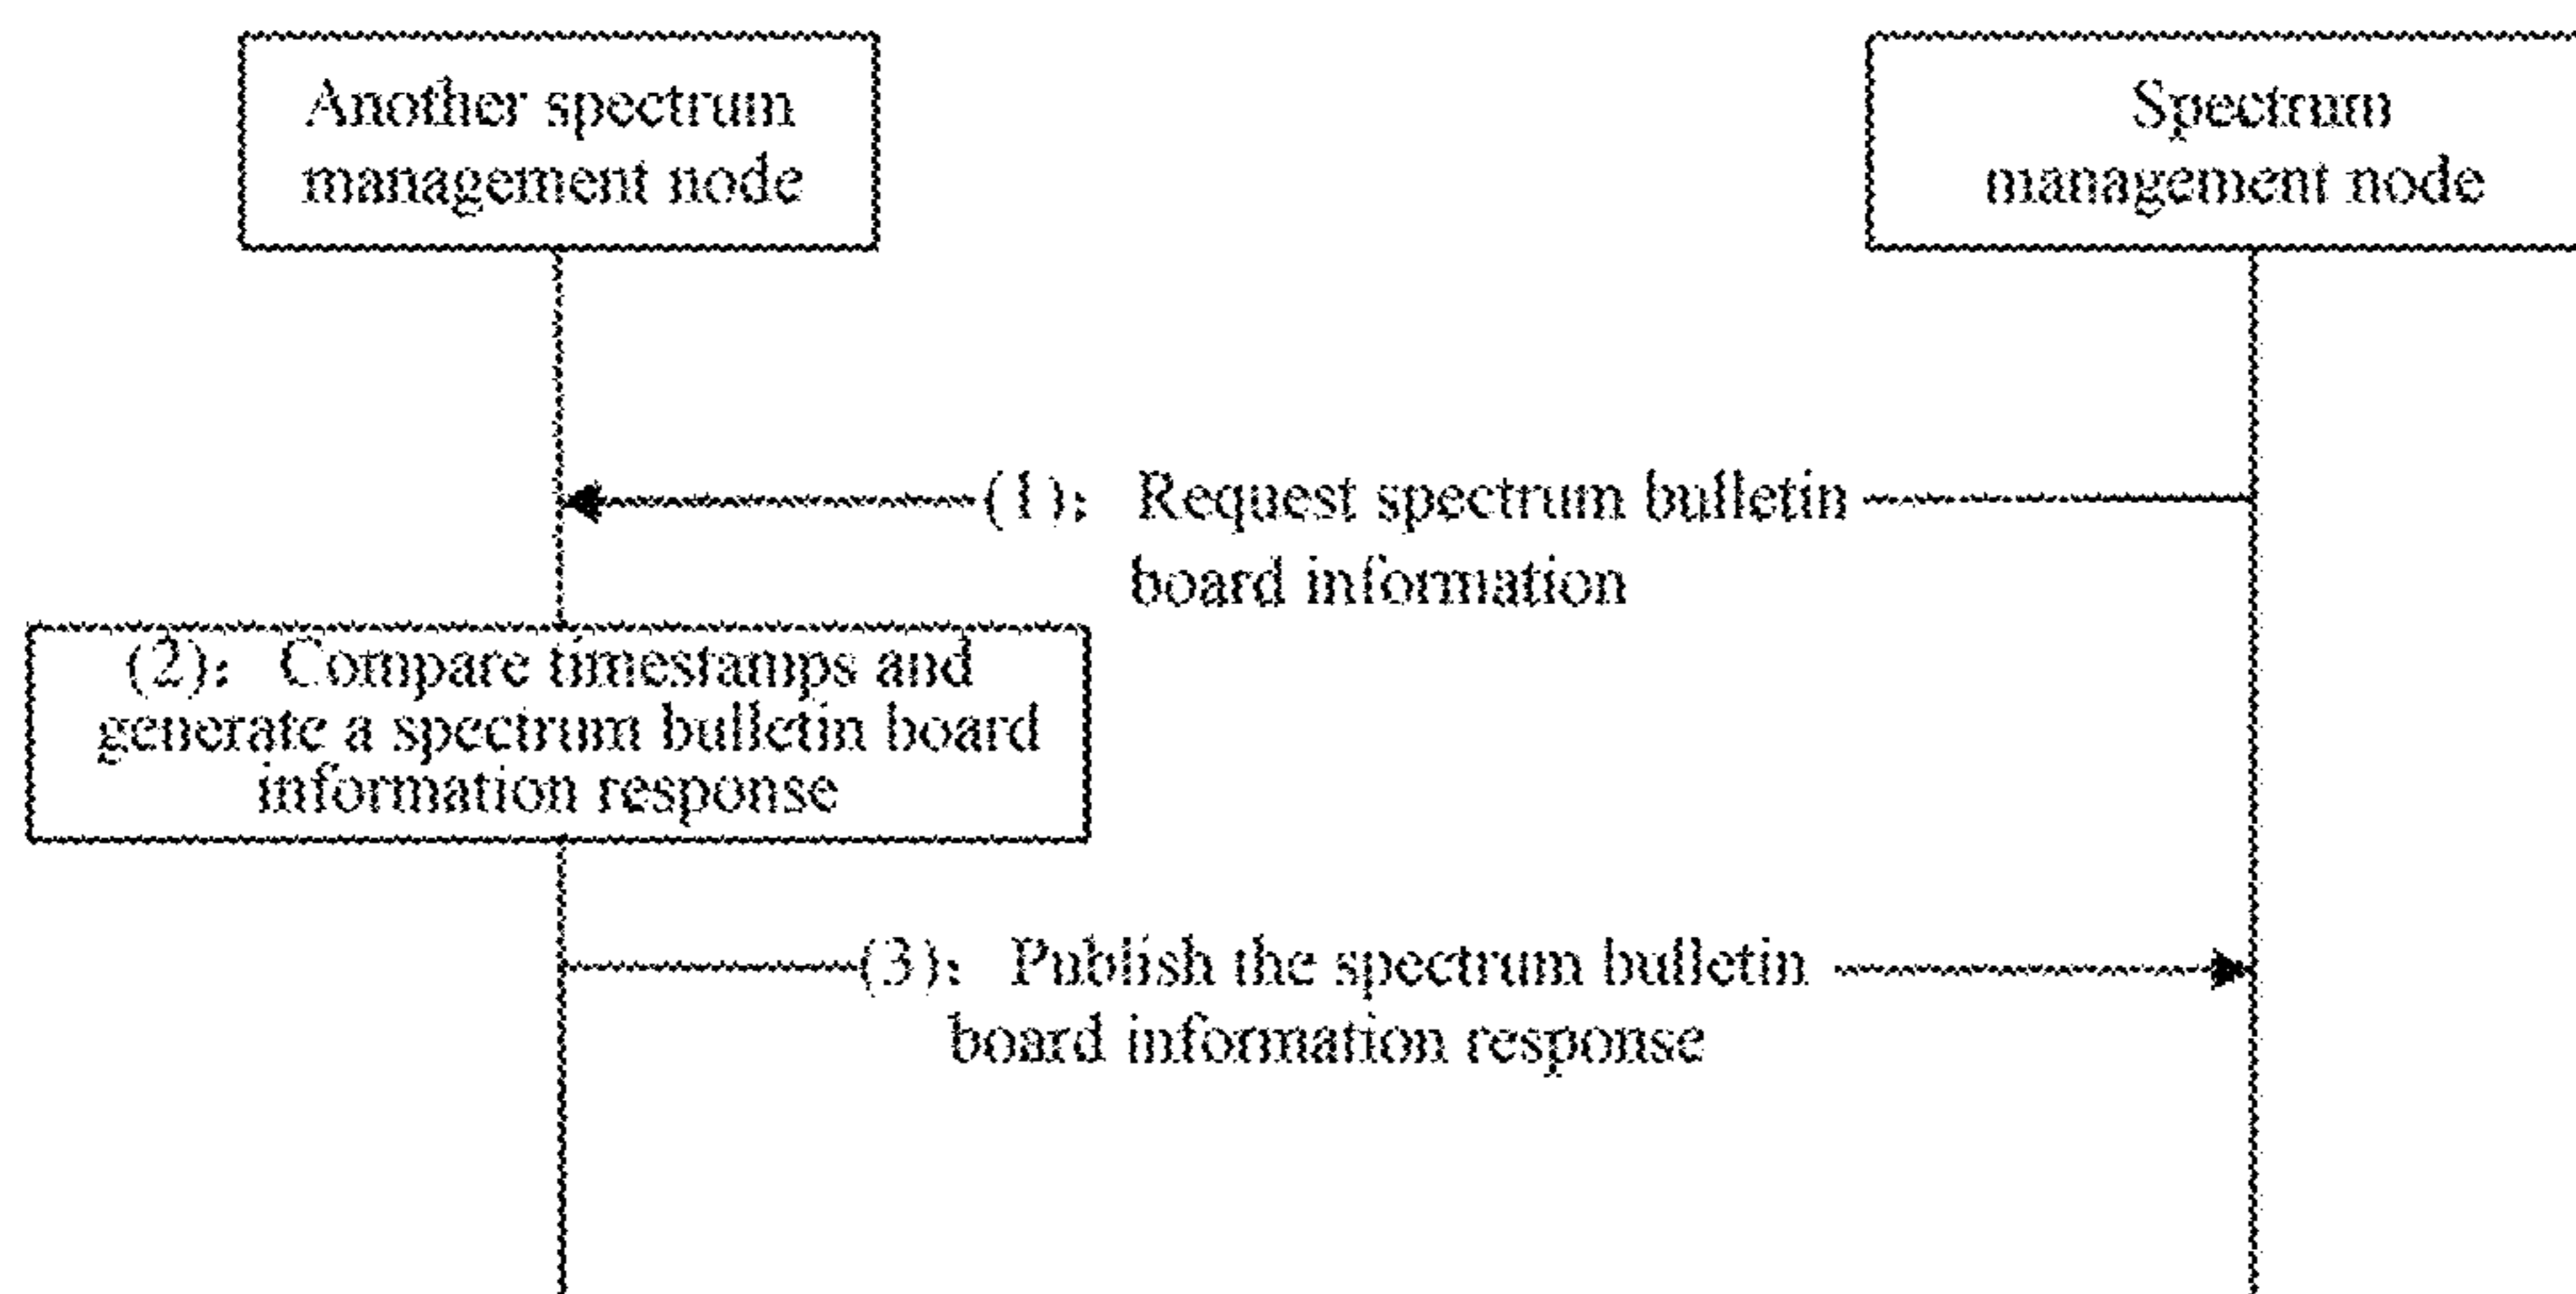 Another spectrum
management node
Spectrum
management node
(1): Request spectrum bulletin
board information
(2): Compare timestamps and
generate a spectrum bulletin board
information response
(3): Publish the spectrum bulletin
board information response